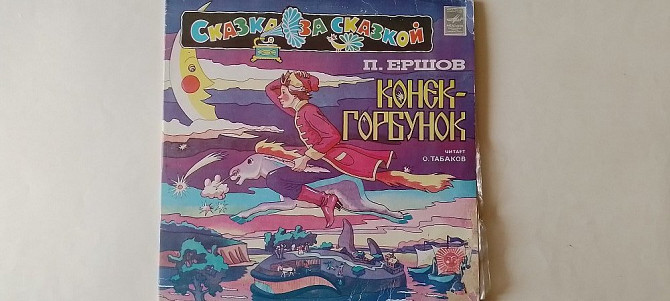 СКАЗКА ЗА СКАЗКОЙ
П. ЕРШОВ
КОНЕК-
ГОРБУНОК
ЧИТАЕТ
О. ТАБАКОВ